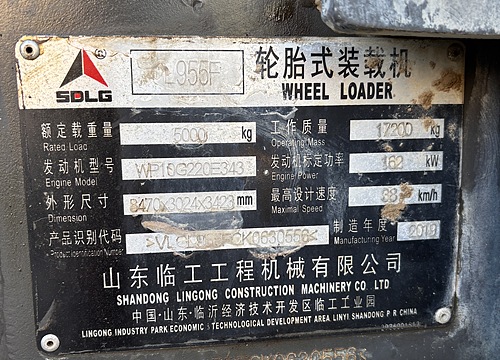 L955F
轮胎式装载机
SDLG
WHEEL LOADER
额定载重量 5000 kg 工作质量 17200 kg
Rated Load Operating Mass
发动机型号 WP10G220E343 发动机标定功率 162 kW
Engine Model Engine Power
外形尺寸 8470×3024×3423 mm 最高设计速度 km/h
Dimension Maximal Speed
产品识别代码 制造年度 2019
Product Identification Number Manufacturing Year
山东临工工程机械有限公司
SHANDONG LINGONG CONSTRUCTION MACHINERY CO. LTD
中国·山东·临沂经济技术开发区临工工业园
LINGONG INDUSTRY PARK ECONOMIC & TECHNOLOGICAL DEVELOPMENT AREA LINYI SHANDONG P R CHINA